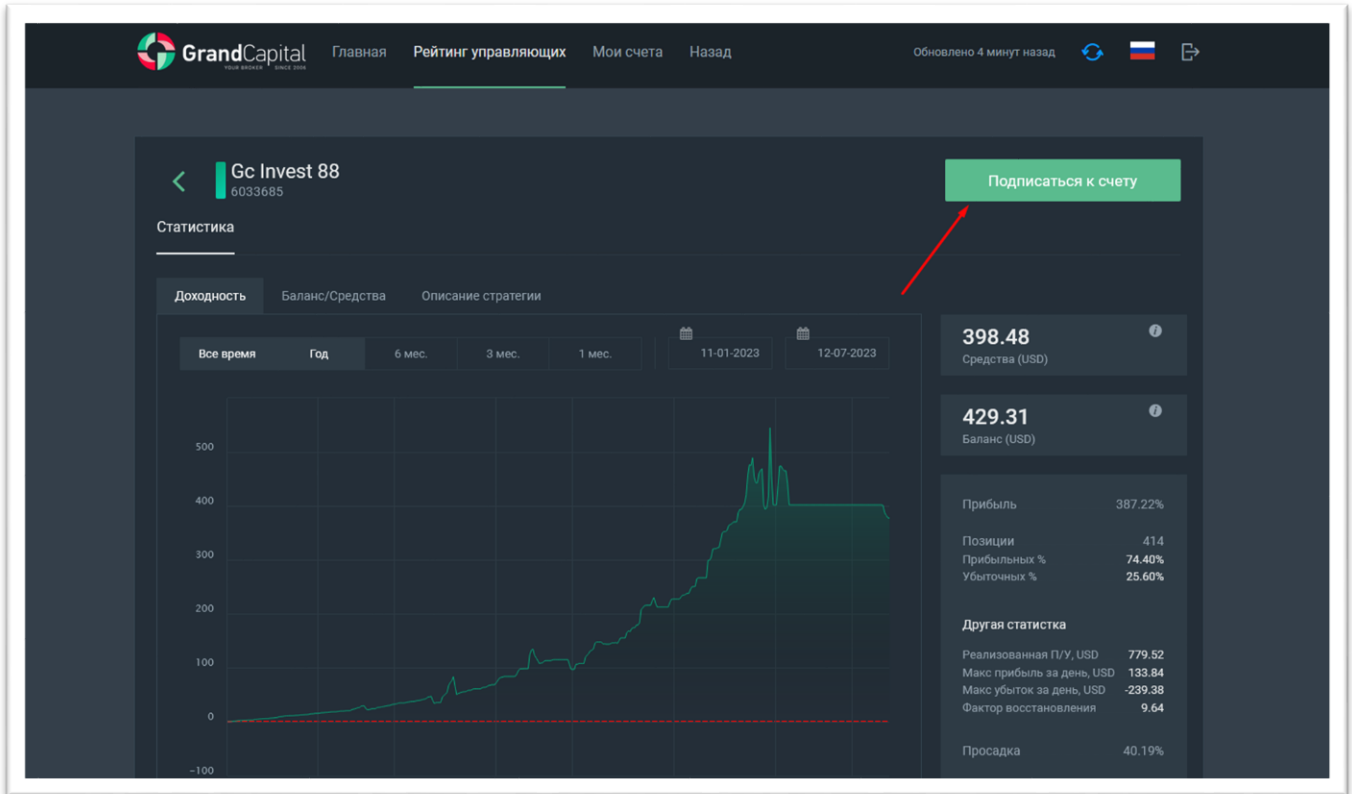 GrandCapital
YOUR BROKER SINCE 2006
Главная
Рейтинг управляющих
Мои счета
Назад
Обновлено 4 минут назад
Gc Invest 88
6033685
Подписаться к счету
Статистика
Доходность
Баланс/Средства
Описание стратегии
Все время
Год
6 мес.
3 мес.
1 мес.
11-01-2023
12-07-2023
500
400
300
200
100
0
−100
398.48
Средства (USD)
429.31
Баланс (USD)
Прибыль 387.22%
Позиции 414
Прибыльных % 74.40%
Убыточных % 25.60%
Другая статистка
Реализованная П/У, USD 779.52
Макс прибыль за день, USD 133.84
Макс убыток за день, USD -239.38
Фактор восстановления 9.64
Просадка 40.19%